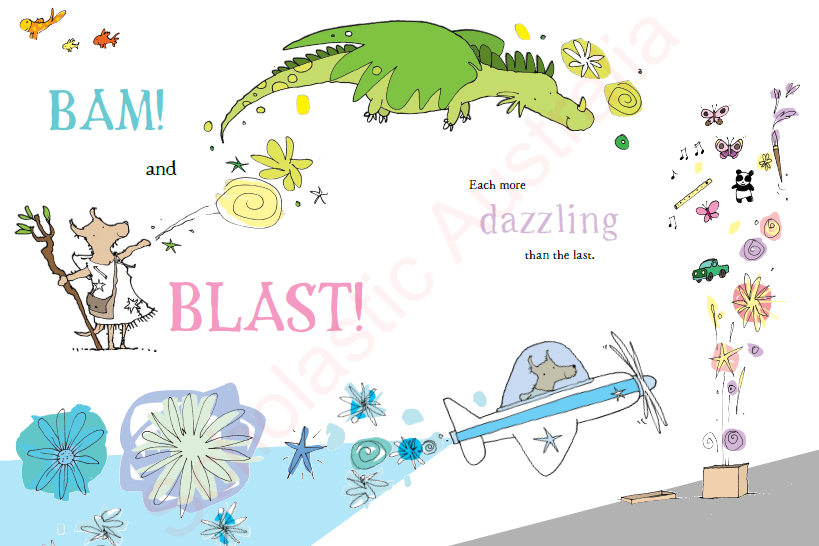 BAM!
and
BLAST!
Each more
dazzling
than the last.
Scholastic Australia